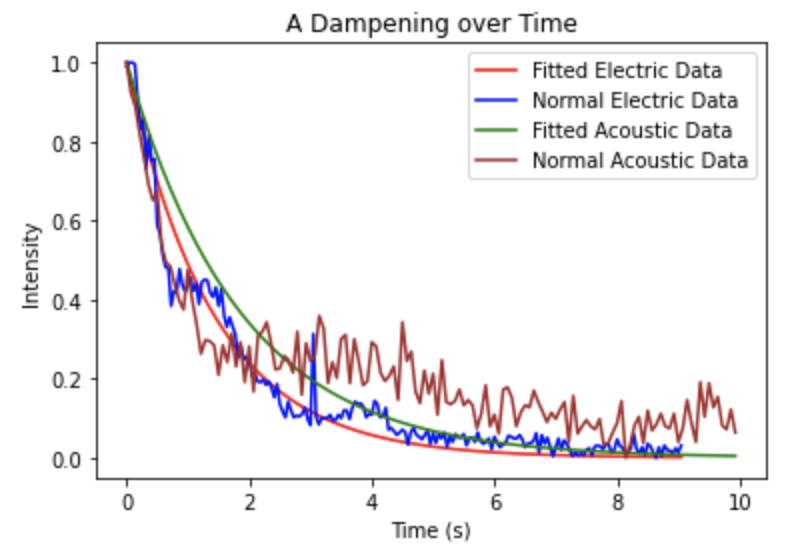 A Dampening over Time
Fitted Electric Data
Normal Electric Data
Fitted Acoustic Data
Normal Acoustic Data
1.0
0.8
0.6
0.4
0.2
0.0
Intensity
0 2 4 6 8 10
Time (s)